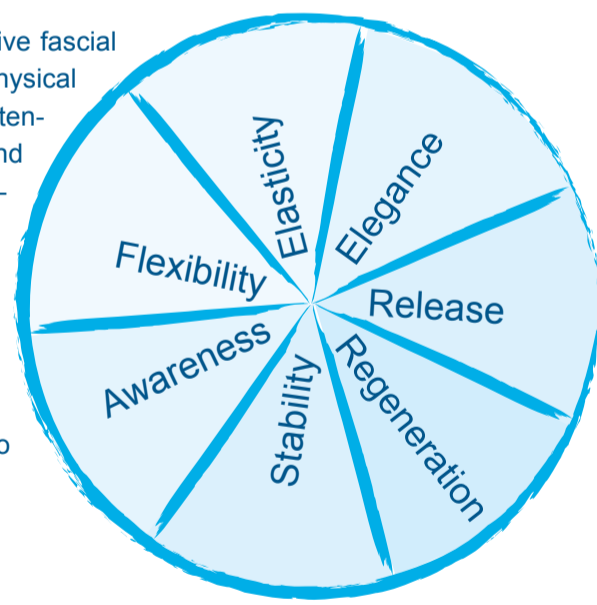 ive fascial
hysical
ten-
nd
-
o
Elasticity
Elegance
Release
Regeneration
Stability
Awareness
Flexibility